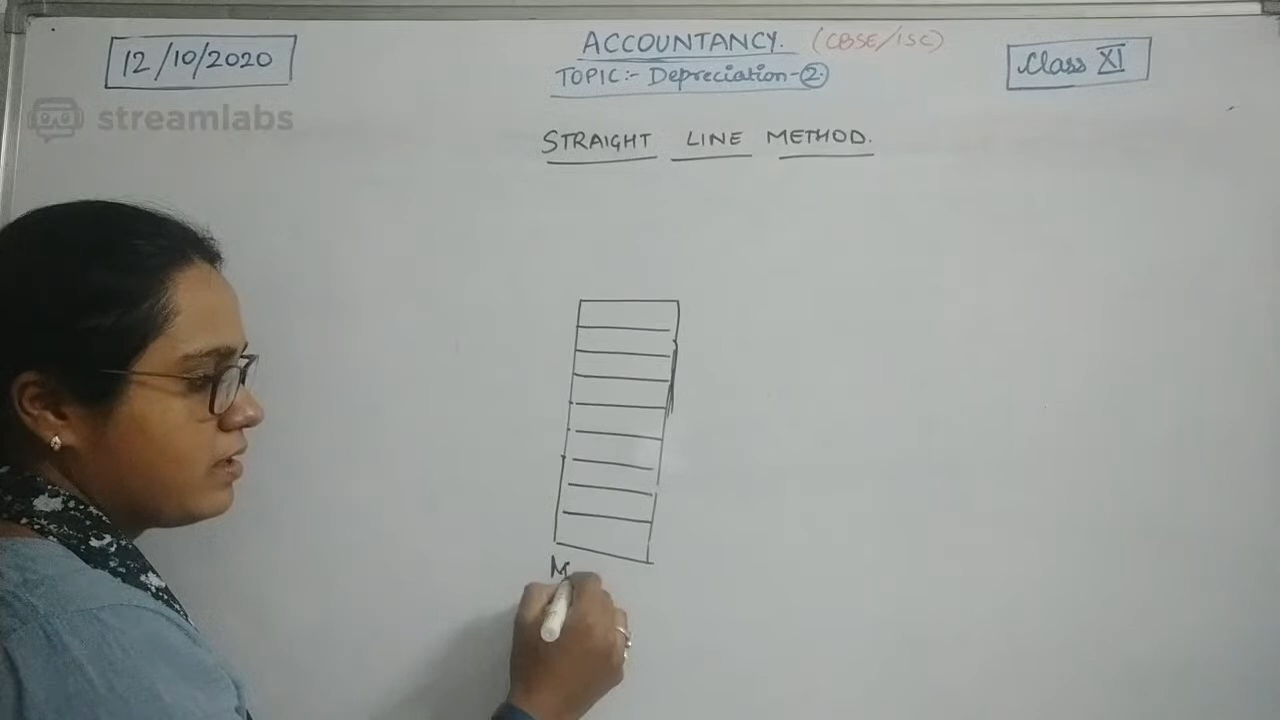 12/10/2020
ACCOUNTANCY. (CBSE/ISC)
TOPIC:- Depreciation-②.
Class XI
streamlabs
STRAIGHT LINE METHOD.